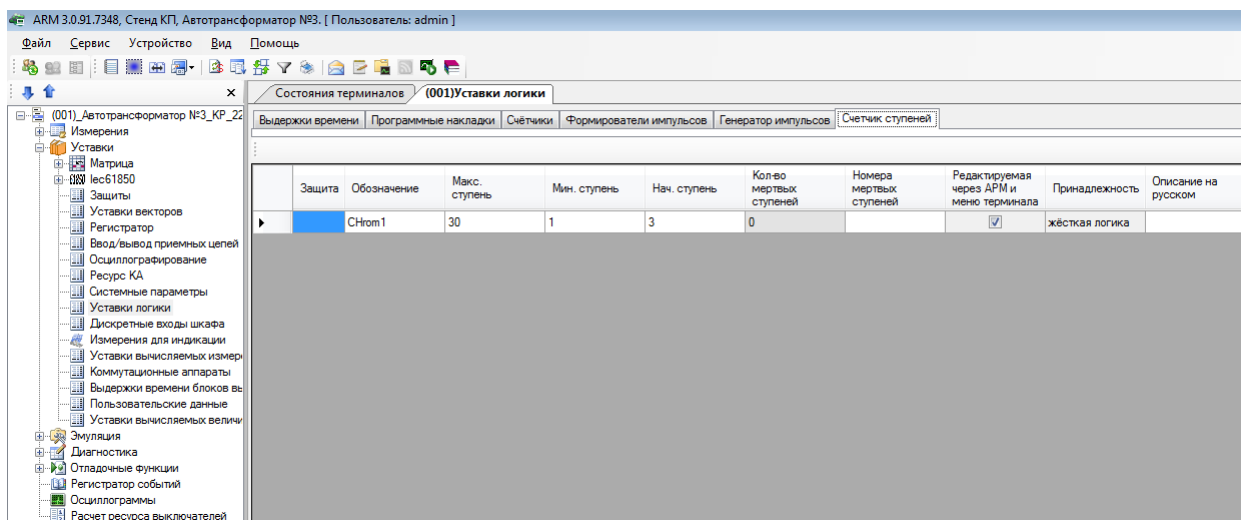 ARM 3.0.91.7348, Стенд КП, Автотрансформатор №3. [ Пользователь: admin ]
Файл Сервис Устройство Вид Помощь
Состояния терминалов (001)Уставки логики
Выдержки времени Программные накладки Счётчики Формирователи импульсов Генератор импульсов Счетчик ступеней
(001)_Автотрансформатор №3_КР_22
Измерения
Уставки
Матрица
Iec61850
Защиты
Уставки векторов
Регистратор
Ввод/вывод приемных цепей
Осциллографирование
Ресурс КА
Системные параметры
Уставки логики
Дискретные входы шкафа
Измерения для индикации
Уставки вычисляемых измер
Коммутационные аппараты
Выдержки времени блоков вы
Пользовательские данные
Уставки вычисляемых величи
Эмуляция
Диагностика
Отладочные функции
Регистратор событий
Осциллограммы
Расчет ресурса выключателей
Защита Обозначение Макс. ступень Мин. ступень Нач. ступень Кол-во мертвых ступеней Номера мертвых ступеней Редактируемая через АРМ и меню терминала Принадлежность Описание на русском
CHrom1 30 1 3 0 жёсткая логика